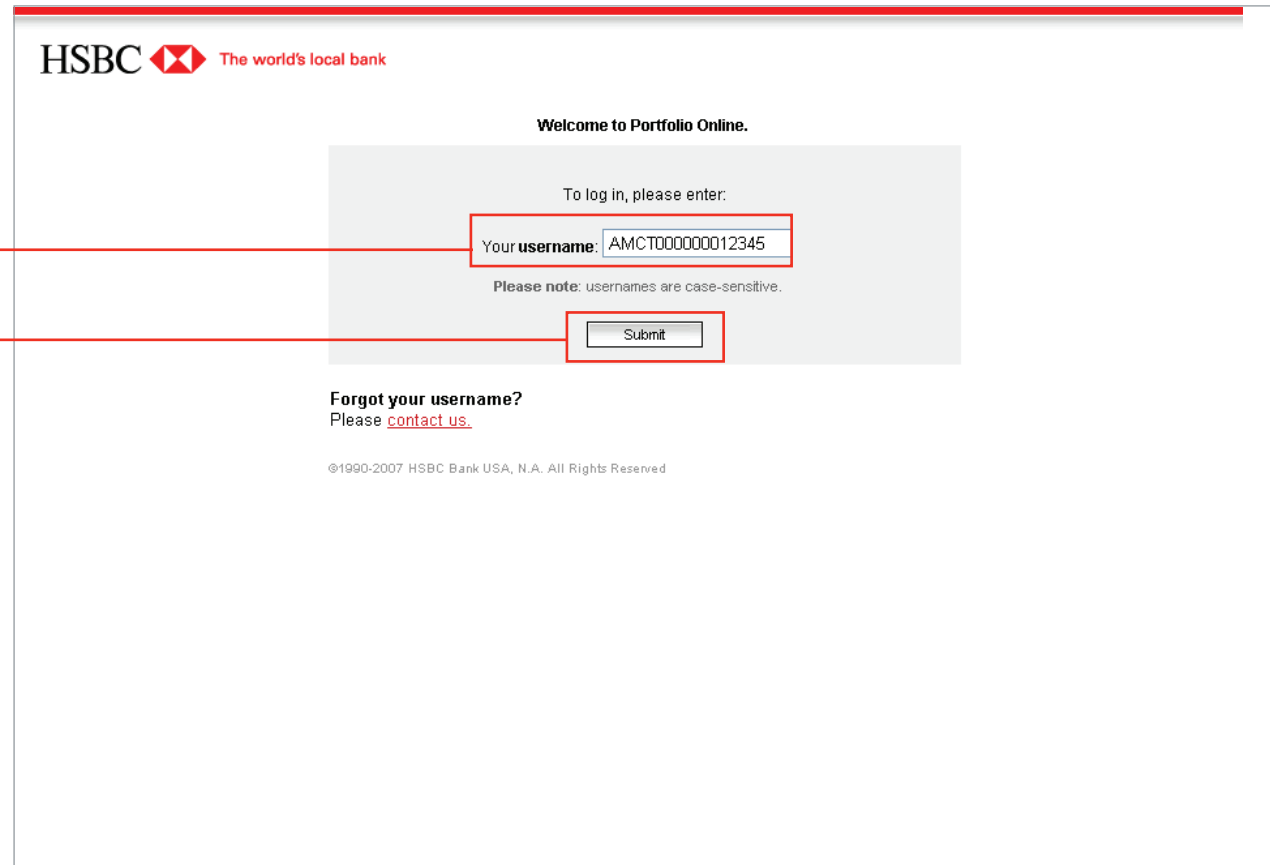 HSBC The world's local bank
Welcome to Portfolio Online.
To log in, please enter:
Your username: AMCT000000012345
Please note: usernames are case-sensitive.
Submit
Forgot your username?
Please contact us.
©1990-2007 HSBC Bank USA, N.A. All Rights Reserved